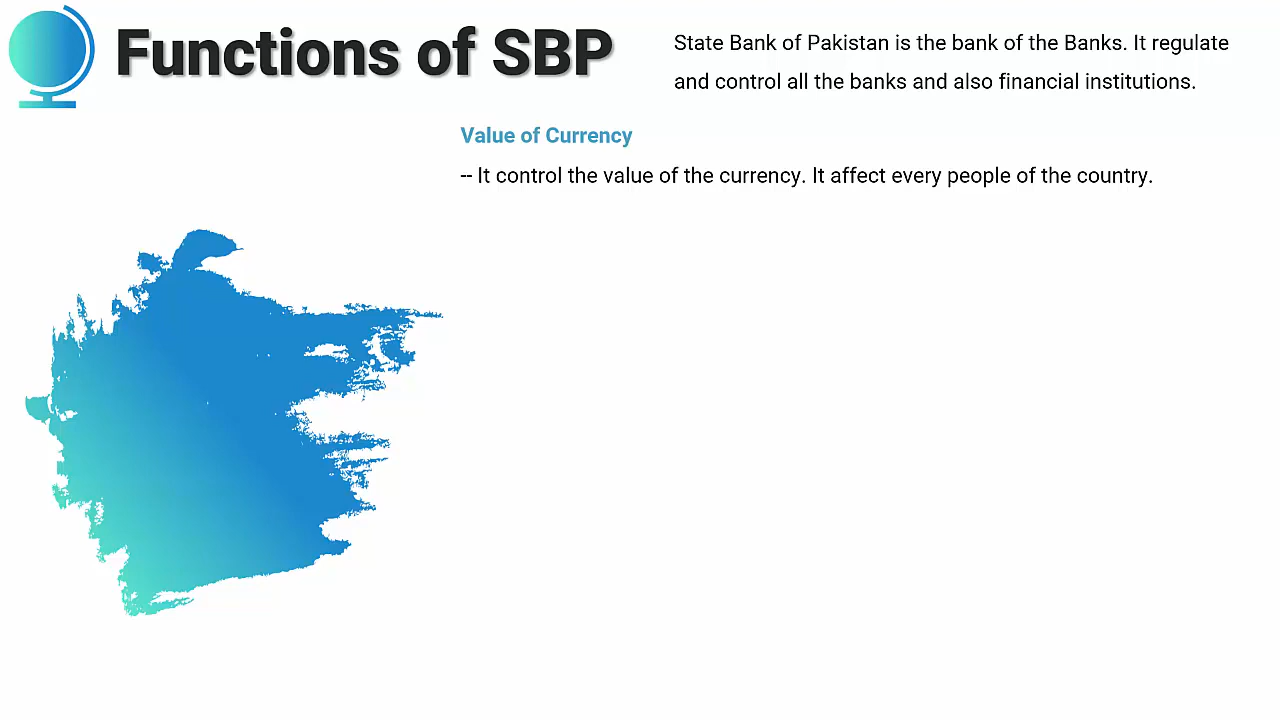 Functions of SBP
State Bank of Pakistan is the bank of the Banks. It regulate
and control all the banks and also financial institutions.
Value of Currency
-- It control the value of the currency. It affect every people of the country.